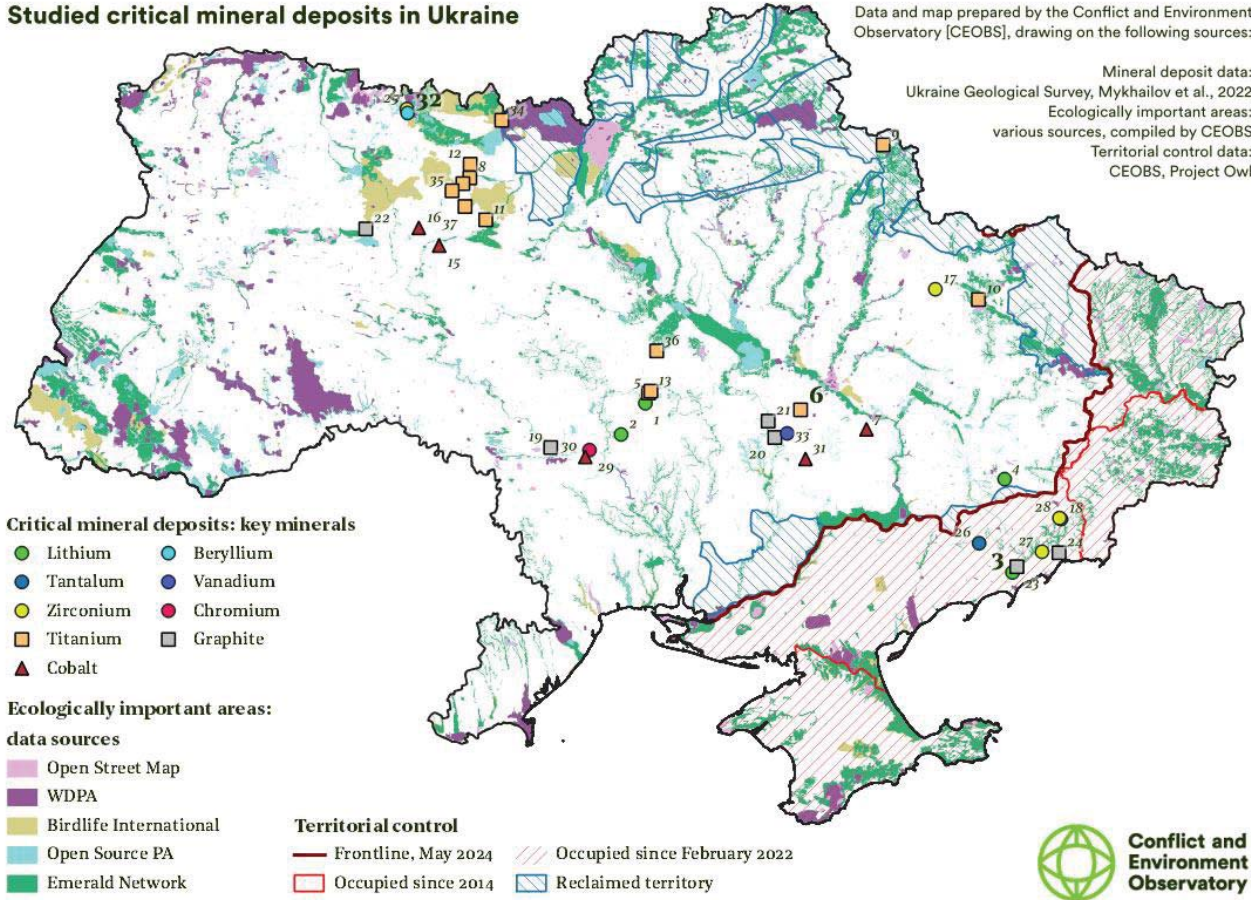 Studied critical mineral deposits in Ukraine
Data and map prepared by the Conflict and Environment
Observatory [CEOBS], drawing on the following sources:
Mineral deposit data:
Ukraine Geological Survey, Mykhailov et al., 2022
Ecologically important areas:
various sources, compiled by CEOBS
Territorial control data:
CEOBS, Project Owl
25
32
34
9
12
8
35
11
22
16
37
15
17
10
36
5
13
1
2
6
21
33
20
7
31
19
30
29
4
28
18
26
27
24
3
23
Critical mineral deposits: key minerals
Lithium
Beryllium
Tantalum
Vanadium
Zirconium
Chromium
Titanium
Graphite
Cobalt
Ecologically important areas:
data sources
Open Street Map
WDPA
Birdlife International
Open Source PA
Emerald Network
Territorial control
Frontline, May 2024
Occupied since February 2022
Occupied since 2014
Reclaimed territory
Conflict and
Environment
Observatory